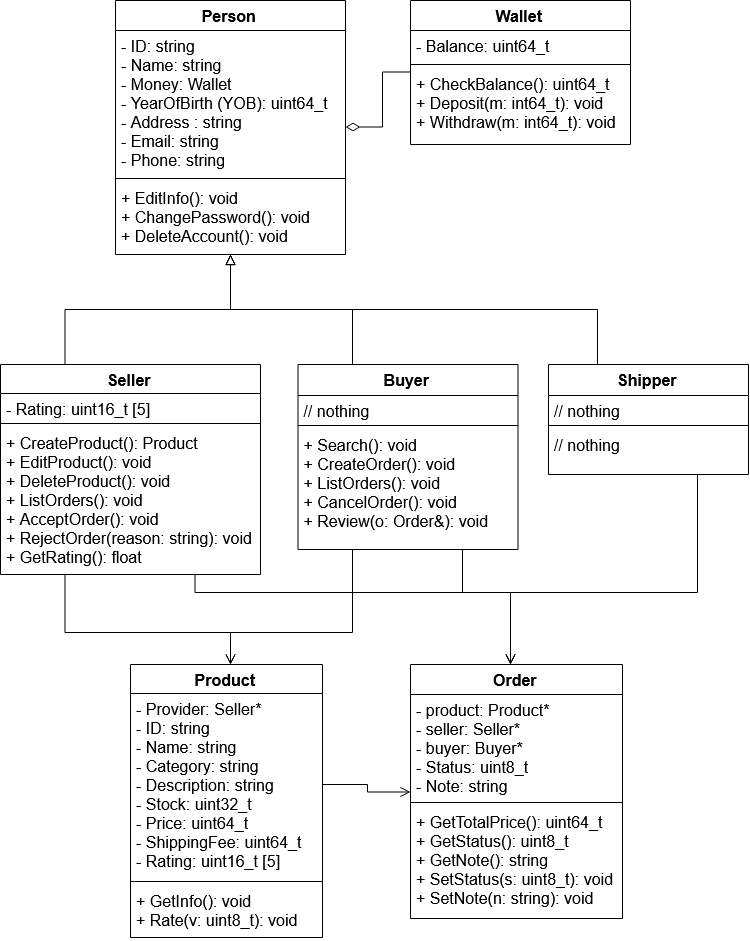 Person
- ID: string
- Name: string
- Money: Wallet
- YearOfBirth (YOB): uint64_t
- Address : string
- Email: string
- Phone: string
+ EditInfo(): void
+ ChangePassword(): void
+ DeleteAccount(): void
Wallet
- Balance: uint64_t
+ CheckBalance(): uint64_t
+ Deposit(m: int64_t): void
+ Withdraw(m: int64_t): void
Seller
- Rating: uint16_t [5]
+ CreateProduct(): Product
+ EditProduct(): void
+ DeleteProduct(): void
+ ListOrders(): void
+ AcceptOrder(): void
+ RejectOrder(reason: string): void
+ GetRating(): float
Buyer
// nothing
+ Search(): void
+ CreateOrder(): void
+ ListOrders(): void
+ CancelOrder(): void
+ Review(o: Order&): void
Shipper
// nothing
// nothing
Product
- Provider: Seller*
- ID: string
- Name: string
- Category: string
- Description: string
- Stock: uint32_t
- Price: uint64_t
- ShippingFee: uint64_t
- Rating: uint16_t [5]
+ GetInfo(): void
+ Rate(v: uint8_t): void
Order
- product: Product*
- seller: Seller*
- buyer: Buyer*
- Status: uint8_t
- Note: string
+ GetTotalPrice(): uint64_t
+ GetStatus(): uint8_t
+ GetNote(): string
+ SetStatus(s: uint8_t): void
+ SetNote(n: string): void